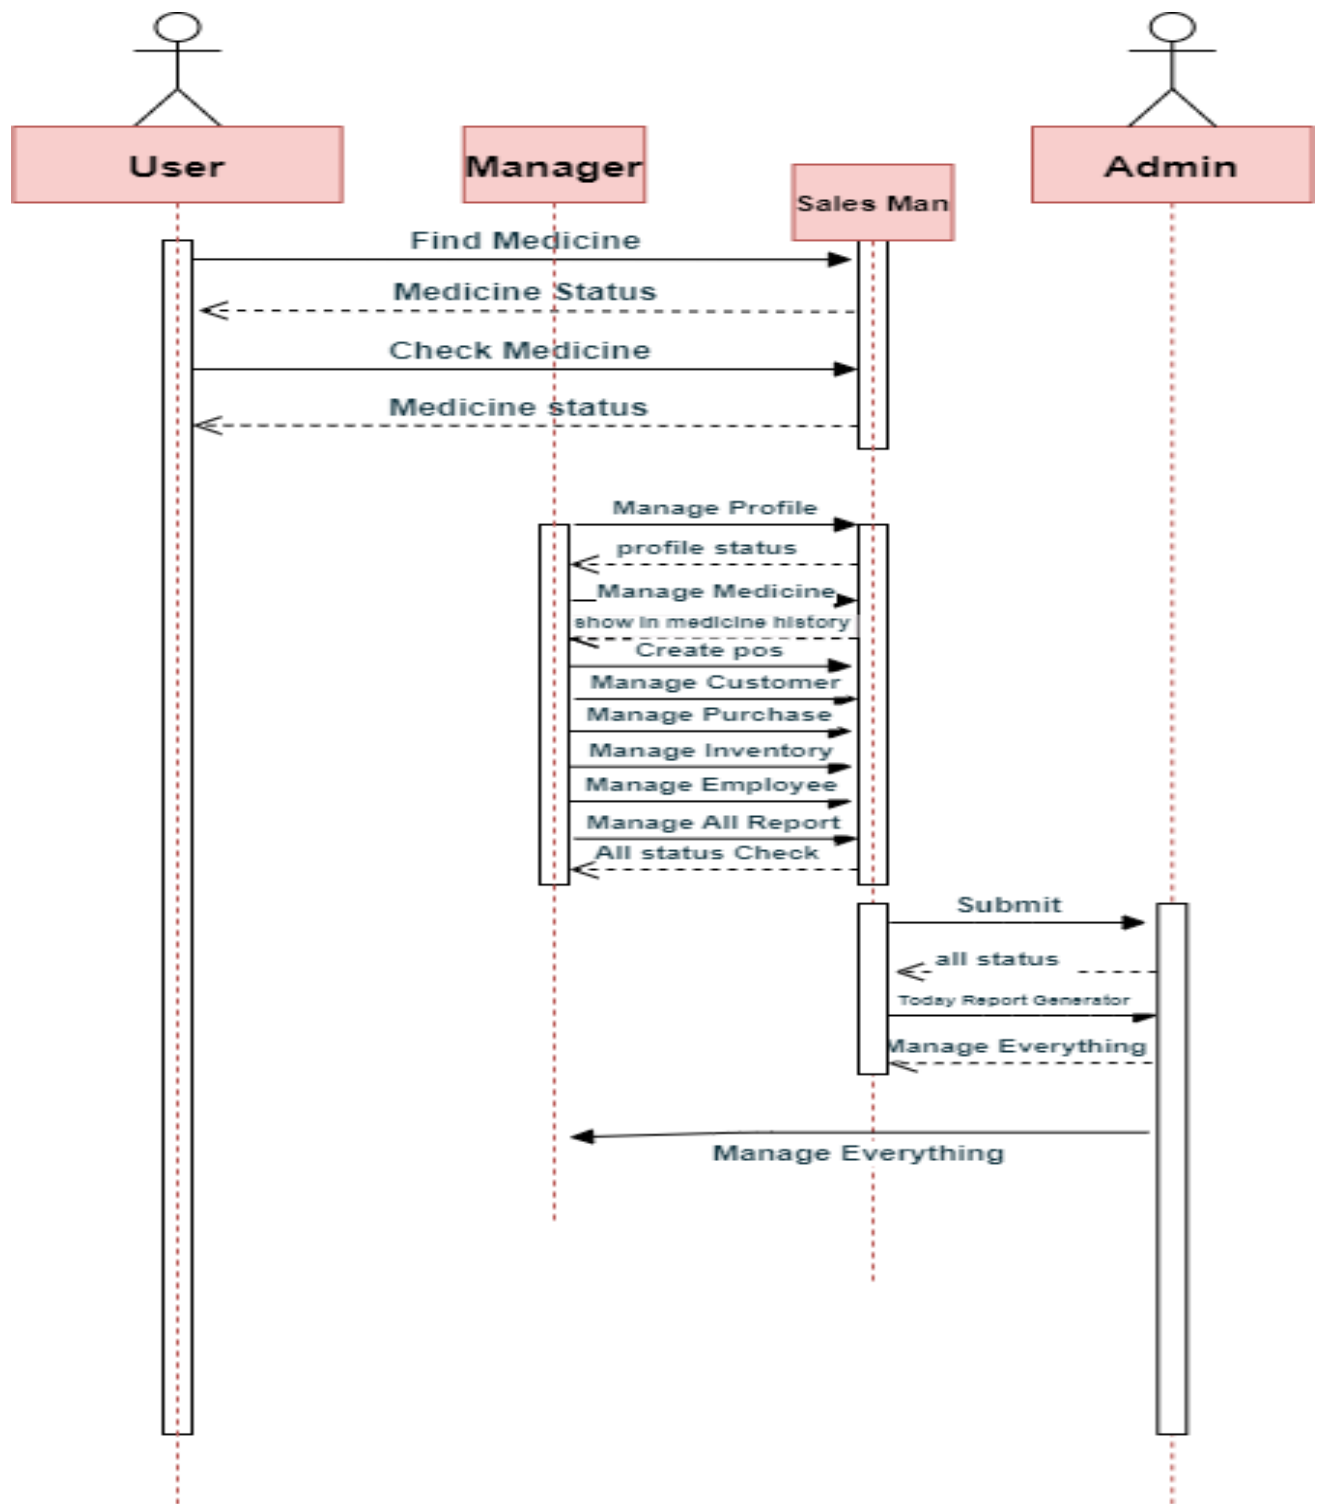 User
Manager
Sales Man
Admin
Find Medicine
Medicine Status
Check Medicine
Medicine status
Manage Profile
profile status
Manage Medicine
show in medicine history
Create pos
Manage Customer
Manage Purchase
Manage Inventory
Manage Employee
Manage All Report
All status Check
Submit
all status
Today Report Generator
Manage Everything
Manage Everything